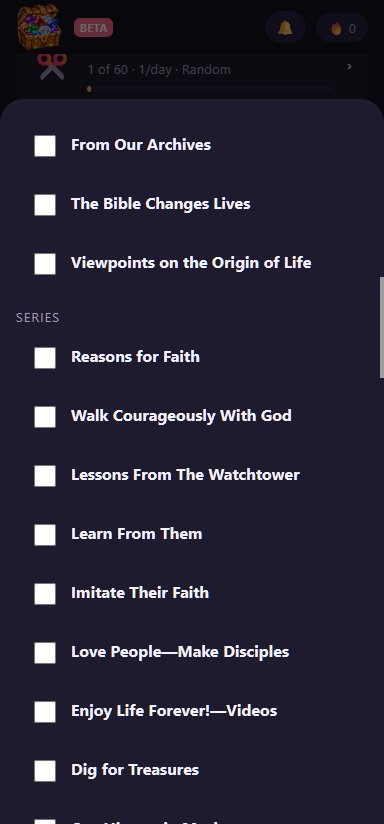 BETA
0
1 of 60 · 1/day · Random
From Our Archives
The Bible Changes Lives
Viewpoints on the Origin of Life
SERIES
Reasons for Faith
Walk Courageously With God
Lessons From The Watchtower
Learn From Them
Imitate Their Faith
Love People—Make Disciples
Enjoy Life Forever!—Videos
Dig for Treasures